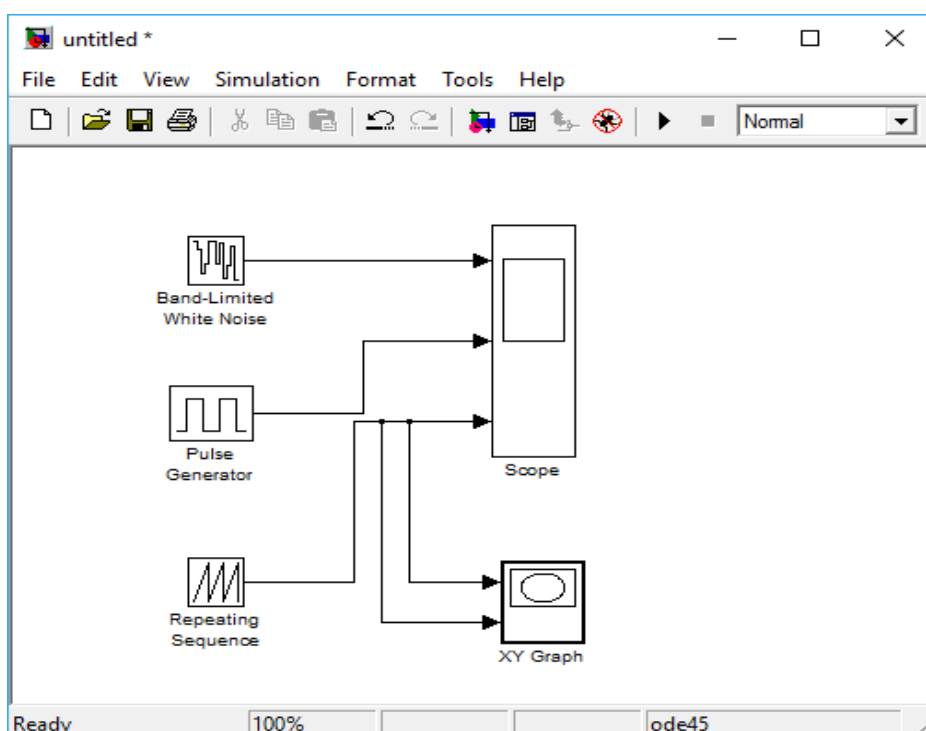 untitled *
File Edit View Simulation Format Tools Help
Normal
Band-Limited
White Noise
Pulse
Generator
Scope
Repeating
Sequence
XY Graph
Ready 100% ode45